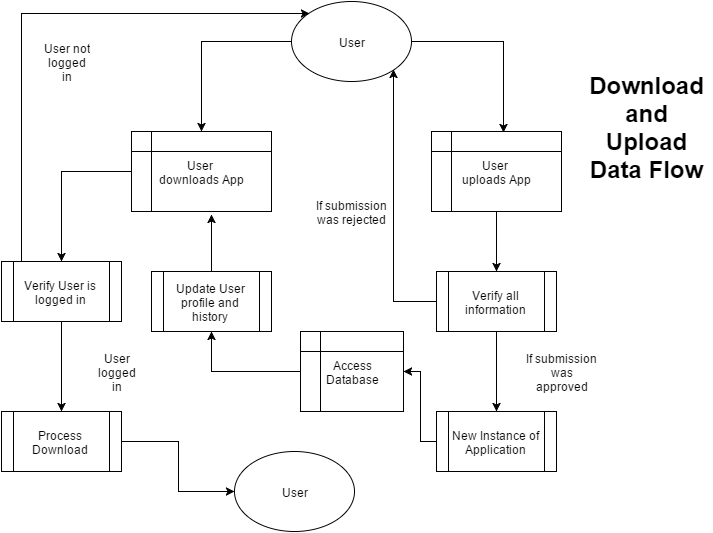 User
User not
logged
in
Download
and
Upload
Data Flow
User
downloads App
User
uploads App
If submission
was rejected
Verify User is
logged in
Update User
profile and
history
Verify all
information
User
logged
in
Access
Database
If submission
was
approved
Process
Download
New Instance of
Application
User